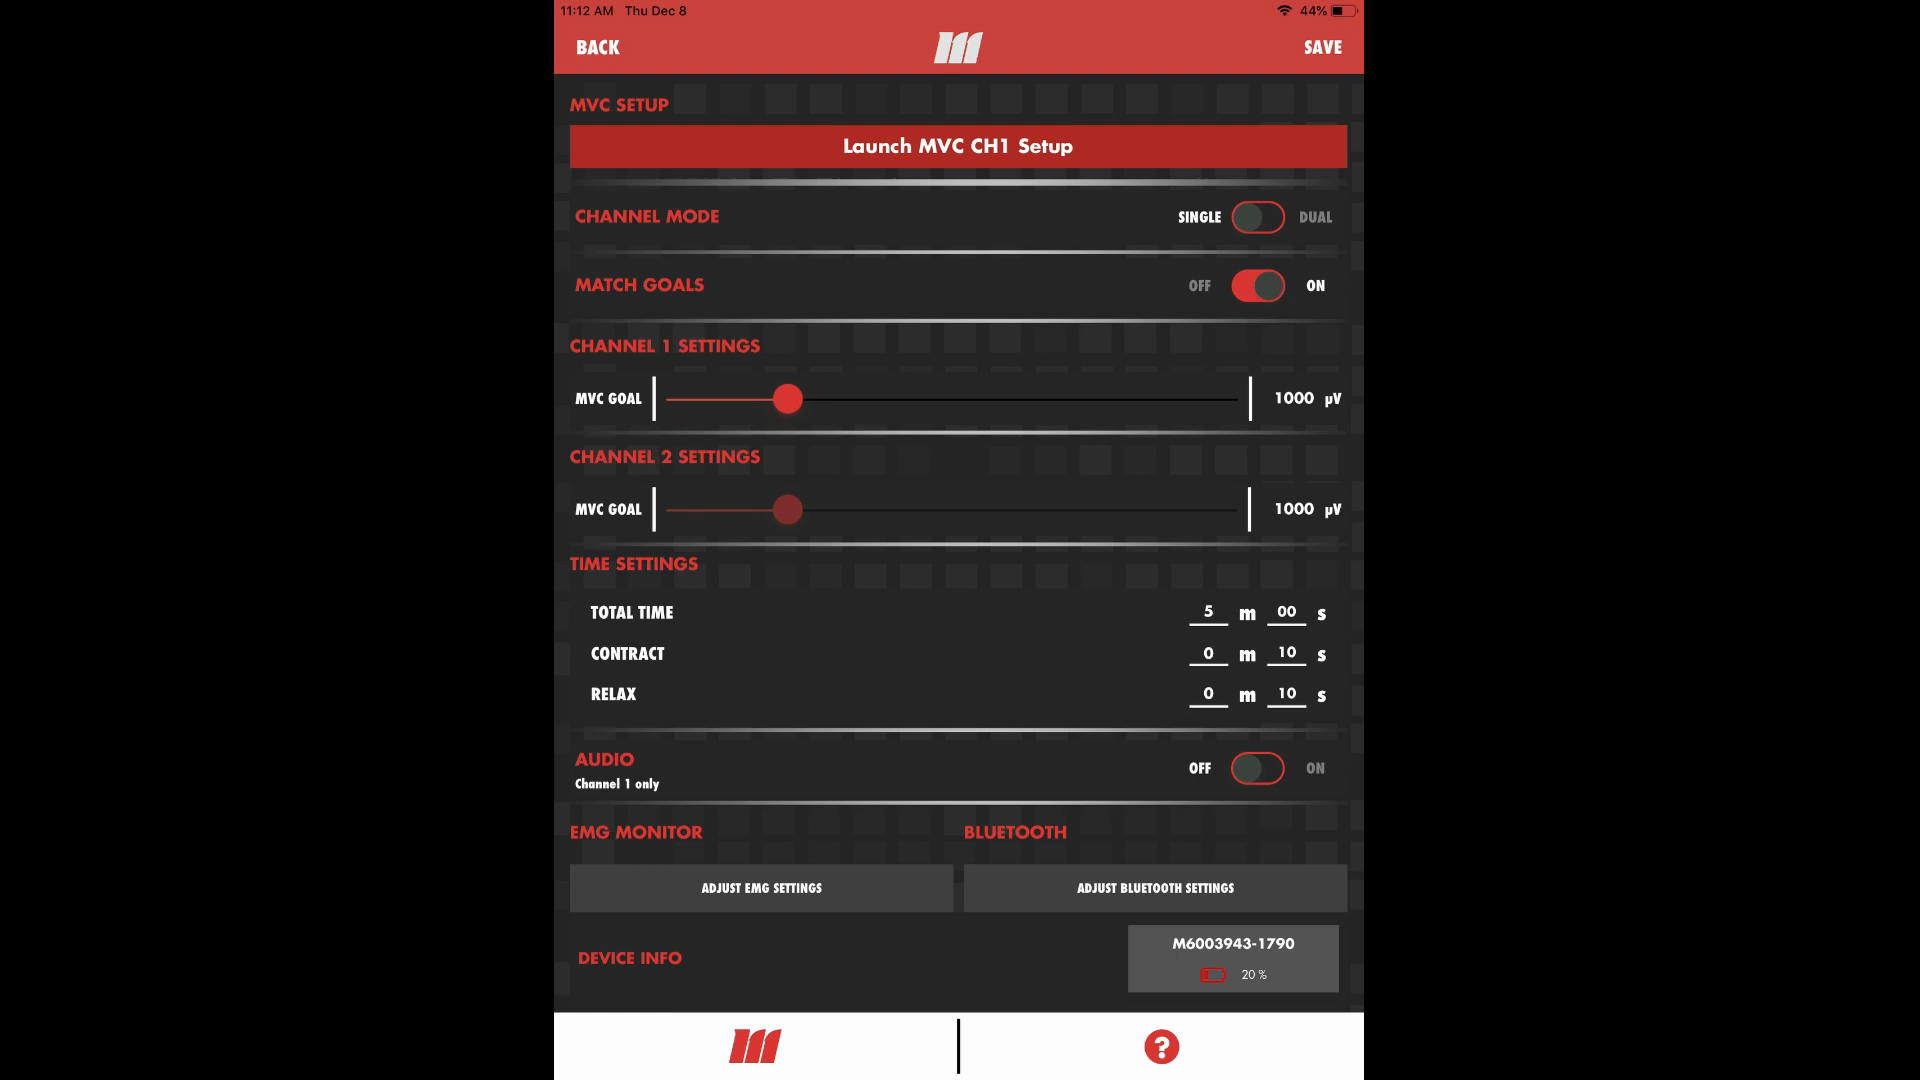 11:12 AM Thu Dec 8 44%
BACK SAVE
MVC SETUP
Launch MVC CH1 Setup
CHANNEL MODE SINGLE DUAL
MATCH GOALS OFF ON
CHANNEL 1 SETTINGS
MVC GOAL 1000 µV
CHANNEL 2 SETTINGS
MVC GOAL 1000 µV
TIME SETTINGS
TOTAL TIME 5 m 00 s
CONTRACT 0 m 10 s
RELAX 0 m 10 s
AUDIO OFF ON
Channel 1 only
EMG MONITOR BLUETOOTH
ADJUST EMG SETTINGS ADJUST BLUETOOTH SETTINGS
DEVICE INFO M6003943-1790
20 %
?